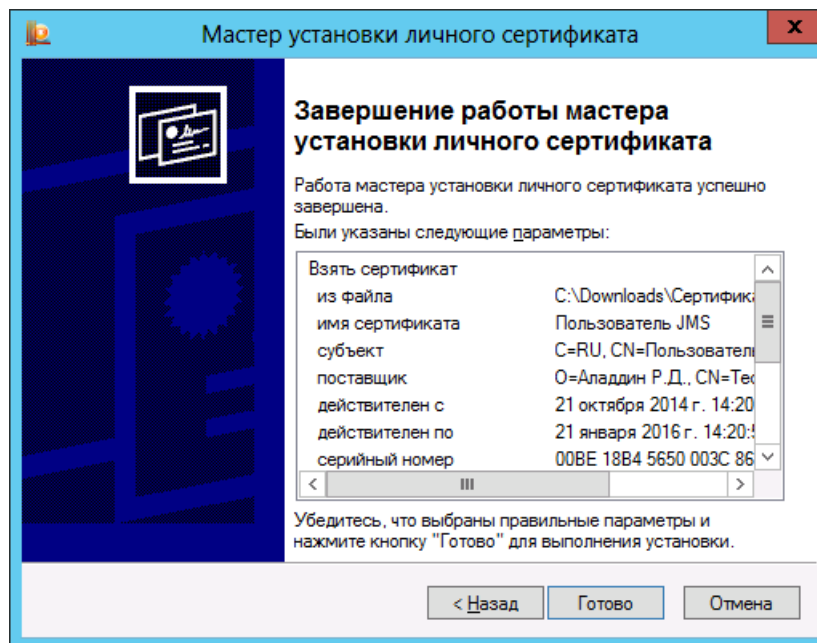 Мастер установки личного сертификата
Завершение работы мастера
установки личного сертификата
Работа мастера установки личного сертификата успешно
завершена.
Были указаны следующие параметры:
Взять сертификат
из файла C:\Downloads\Сертифика
имя сертификата Пользователь JMS
субъект C=RU, CN=Пользовател
поставщик O=Аладдин Р.Д., CN=Тес
действителен с 21 октября 2014 г. 14:20
действителен по 21 января 2016 г. 14:20:5
серийный номер 00BE 18B4 5650 003C 86
Убедитесь, что выбраны правильные параметры и
нажмите кнопку "Готово" для выполнения установки.
< Назад Готово Отмена